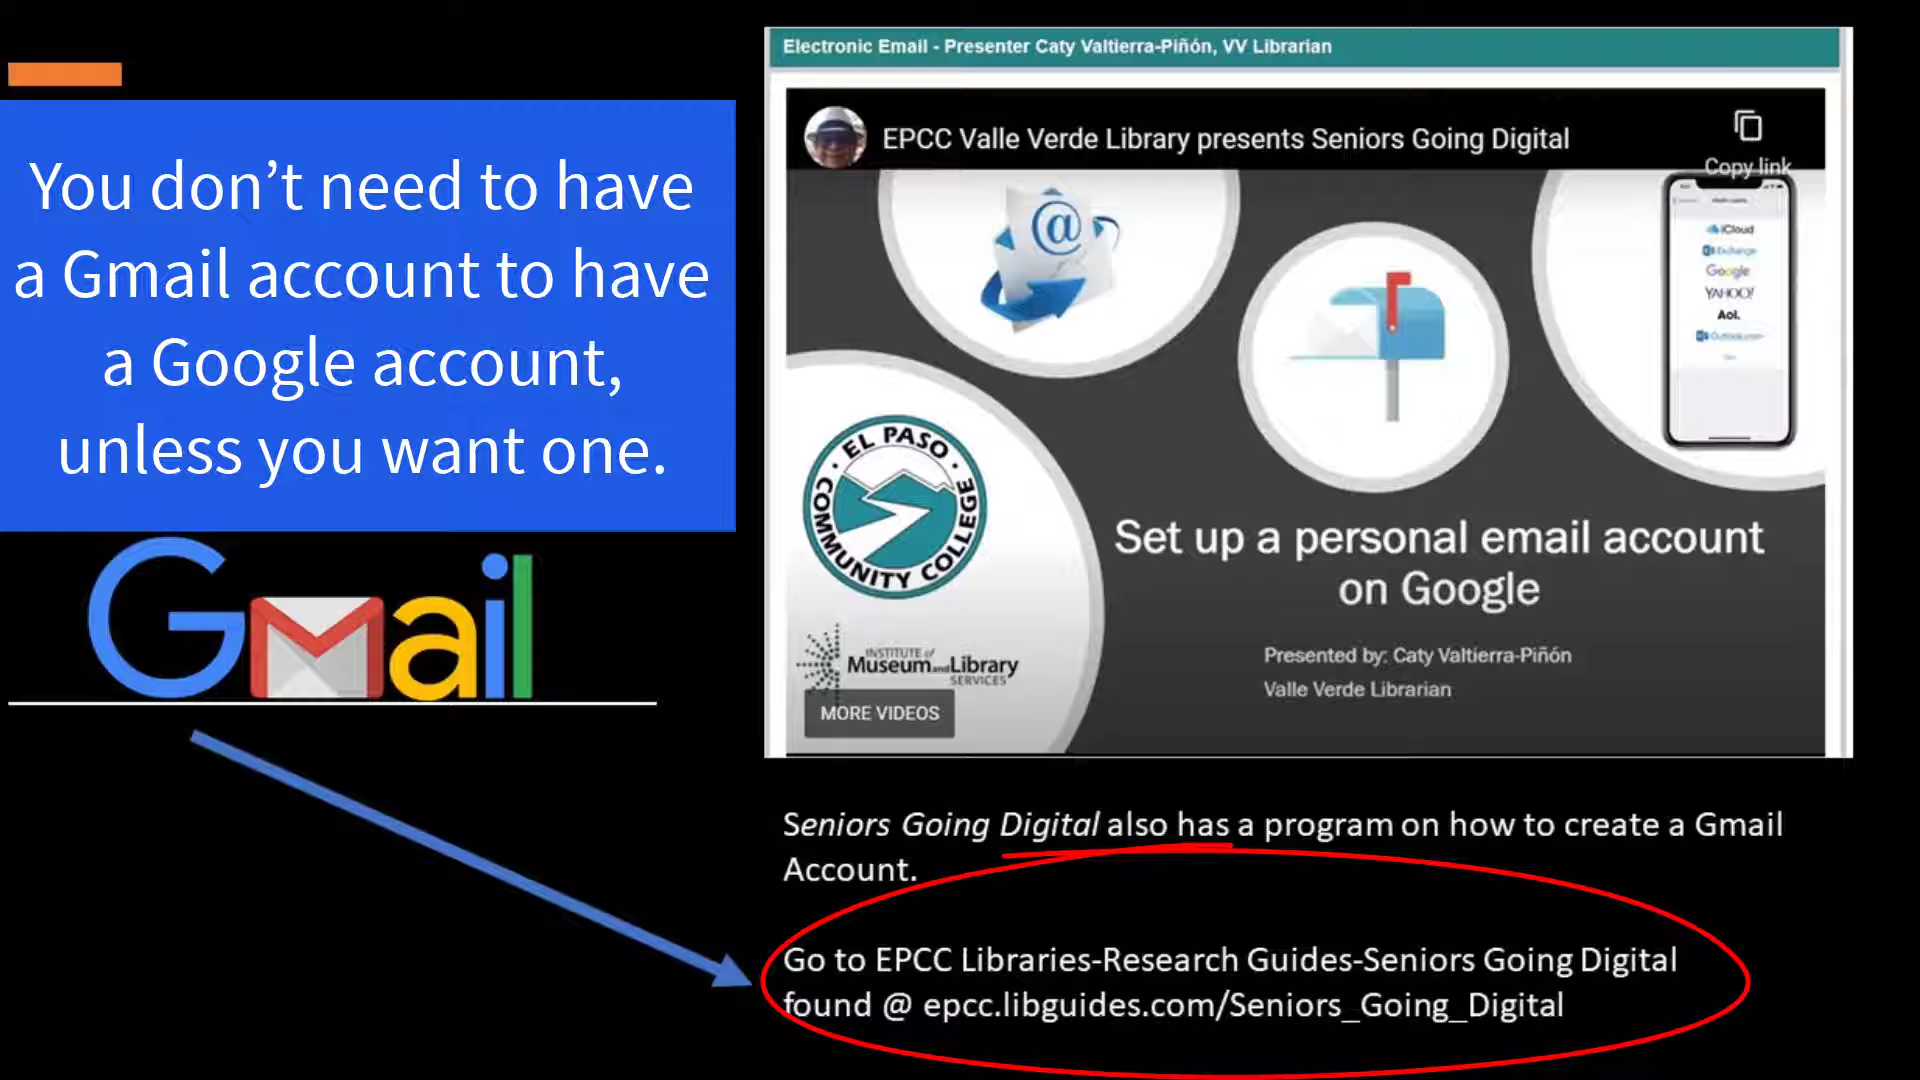 You don’t need to have
a Gmail account to have
a Google account,
unless you want one.
Gmail
Electronic Email - Presenter Caty Valtierra-Piñón, VV Librarian
EPCC Valle Verde Library presents Seniors Going Digital
Copy link
@
iCloud
Exchange
Google
YAHOO!
Aol.
Outlook.com
EL PASO
COMMUNITY COLLEGE
Set up a personal email account
on Google
INSTITUTE of
Museum and Library
SERVICES
Presented by: Caty Valtierra-Piñón
Valle Verde Librarian
MORE VIDEOS
Seniors Going Digital also has a program on how to create a Gmail
Account.
Go to EPCC Libraries-Research Guides-Seniors Going Digital
found @ epcc.libguides.com/Seniors_Going_Digital